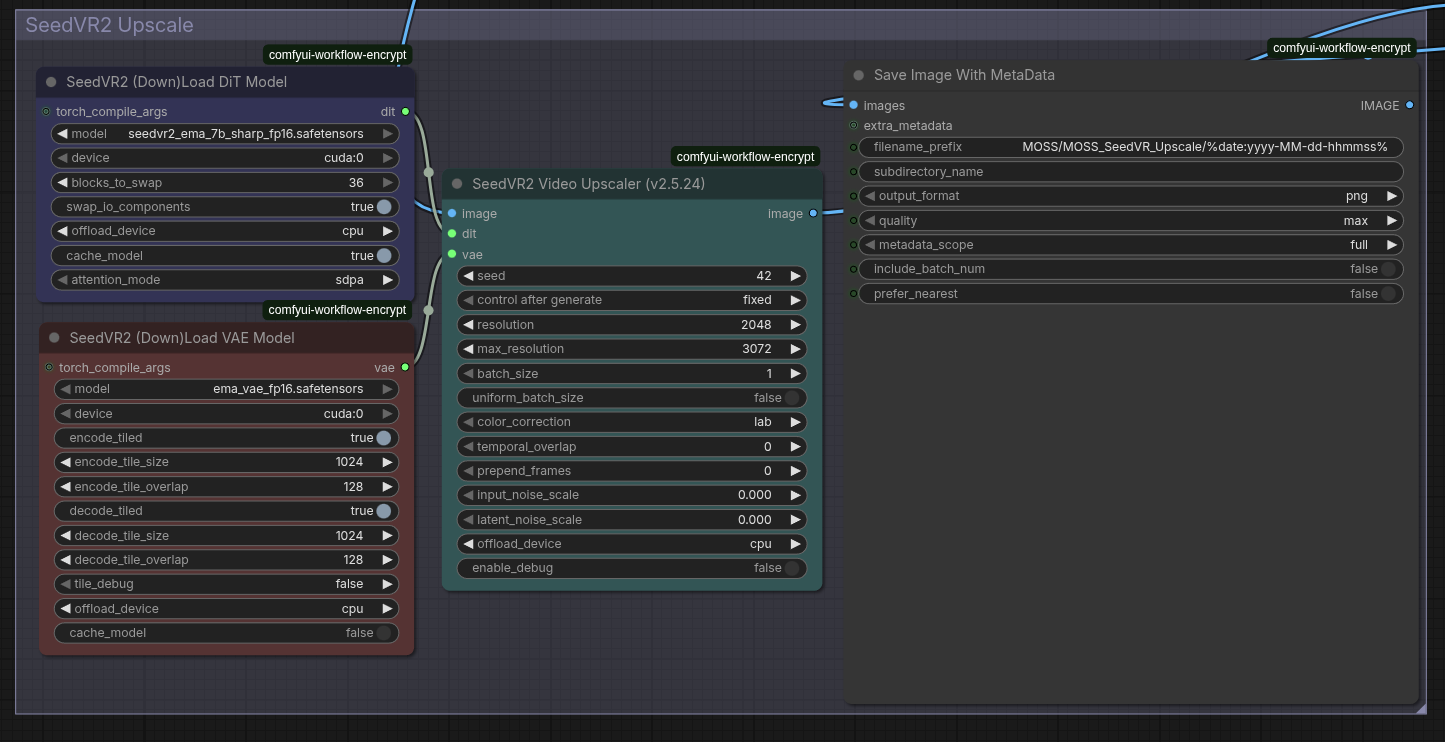 SeedVR2 Upscale
comfyui-workflow-encrypt
SeedVR2 (Down)Load DiT Model
torch_compile_args dit
model seedvr2_ema_7b_sharp_fp16.safetensors
device cuda:0
blocks_to_swap 36
swap_io_components true
offload_device cpu
cache_model true
attention_mode sdpa
comfyui-workflow-encrypt
SeedVR2 (Down)Load VAE Model
torch_compile_args vae
model ema_vae_fp16.safetensors
device cuda:0
encode_tiled true
encode_tile_size 1024
encode_tile_overlap 128
decode_tiled true
decode_tile_size 1024
decode_tile_overlap 128
tile_debug false
offload_device cpu
cache_model false
comfyui-workflow-encrypt
SeedVR2 Video Upscaler (v2.5.24)
image image
dit
vae
seed 42
control after generate fixed
resolution 2048
max_resolution 3072
batch_size 1
uniform_batch_size false
color_correction lab
temporal_overlap 0
prepend_frames 0
input_noise_scale 0.000
latent_noise_scale 0.000
offload_device cpu
enable_debug false
comfyui-workflow-encrypt
Save Image With MetaData
images IMAGE
extra_metadata
filename_prefix MOSS/MOSS_SeedVR_Upscale/%date:yyyy-MM-dd-hhmmss%
subdirectory_name
output_format png
quality max
metadata_scope full
include_batch_num false
prefer_nearest false